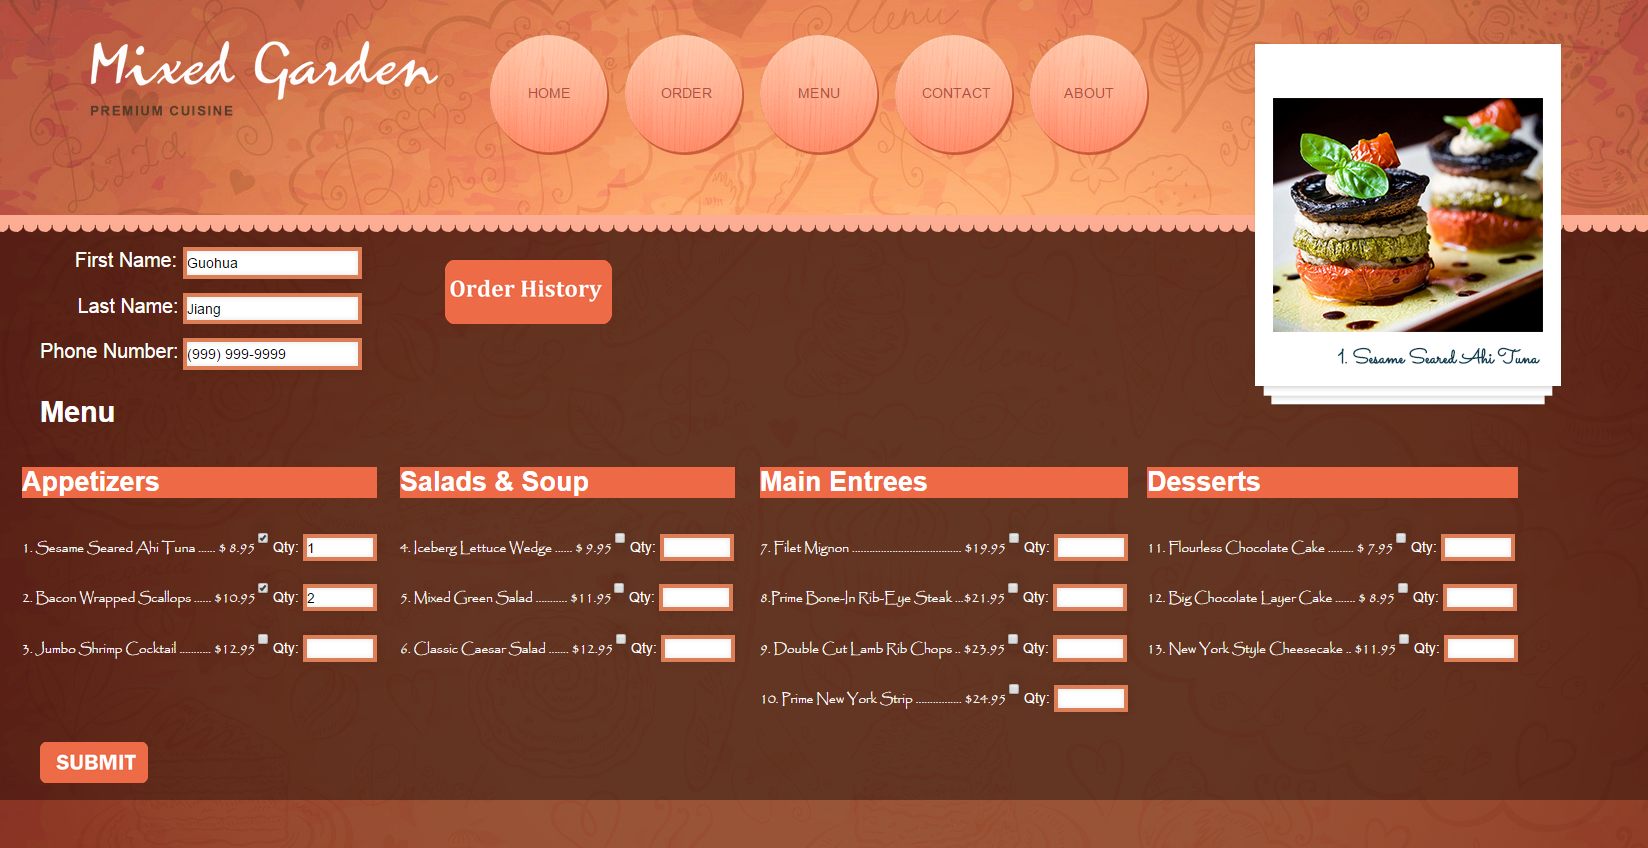 Mixed Garden
PREMIUM CUISINE
HOME
ORDER
MENU
CONTACT
ABOUT
Menu
First Name: Guohua
Last Name: Jiang
Phone Number: (999) 999-9999
Order History
1. Sesame Seared Ahi Tuna
Menu
Appetizers
1. Sesame Seared Ahi Tuna ...... $ 8.95 Qty: 1
2. Bacon Wrapped Scallops ...... $10.95 Qty: 2
3. Jumbo Shrimp Cocktail ........... $12.95 Qty:
Salads & Soup
4. Iceberg Lettuce Wedge ...... $ 9.95 Qty:
5. Mixed Green Salad ........... $11.95 Qty:
6. Classic Caesar Salad ....... $12.95 Qty:
Main Entrees
7. Filet Mignon ...................................... $19.95 Qty:
8.Prime Bone-In Rib-Eye Steak ...$21.95 Qty:
9. Double Cut Lamb Rib Chops .. $23.95 Qty:
10. Prime New York Strip ................ $24.95 Qty:
Desserts
11. Flourless Chocolate Cake ......... $ 7.95 Qty:
12. Big Chocolate Layer Cake ....... $ 8.95 Qty:
13. New York Style Cheesecake .. $11.95 Qty:
SUBMIT